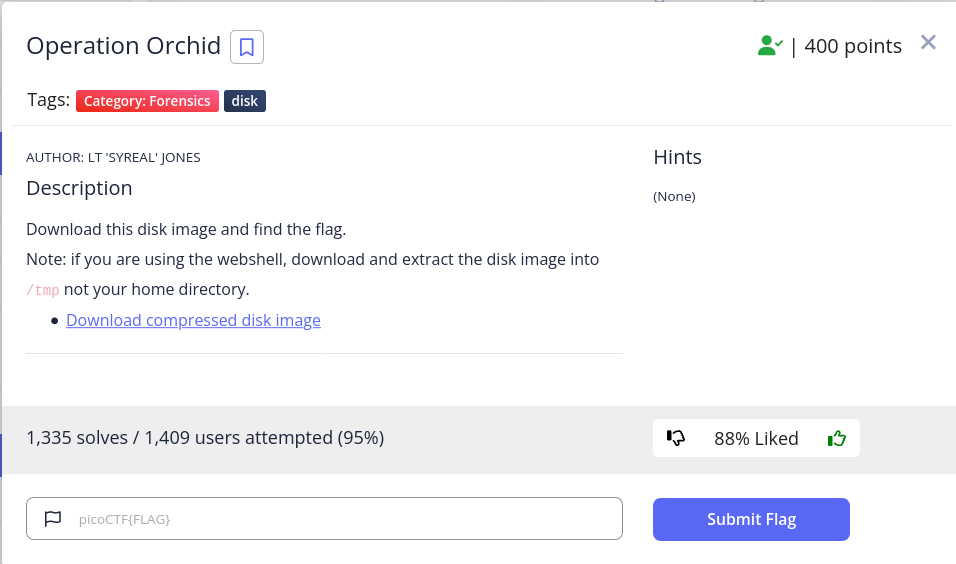 Operation Orchid
| 400 points
Tags: Category: Forensics disk
AUTHOR: LT 'SYREAL' JONES
Description
Download this disk image and find the flag.
Note: if you are using the webshell, download and extract the disk image into
/tmp not your home directory.
• Download compressed disk image
Hints
(None)
1,335 solves / 1,409 users attempted (95%)
88% Liked
picoCTF{FLAG}
Submit Flag